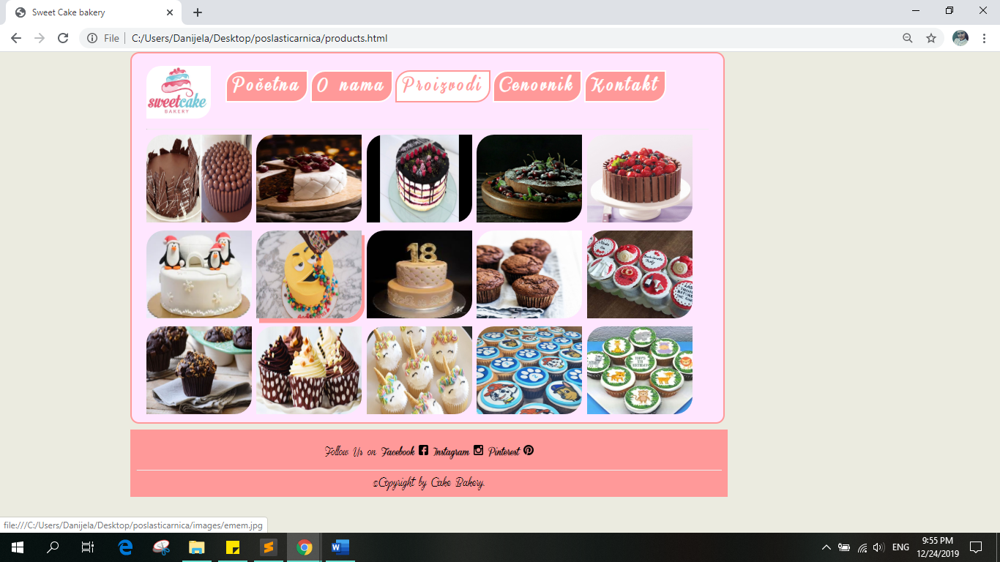 Sweet Cake bakery
File C:/Users/Danijela/Desktop/poslasticarnica/products.html
sweetcake
BAKERY
Početna O nama Proizvodi Cenovnik Kontakt
18
Follow Us on Facebook Instagram Pinterest
©Copyright by Cake Bakery.
file:///C:/Users/Danijela/Desktop/poslasticarnica/images/emem.jpg
ENG
9:55 PM
12/24/2019